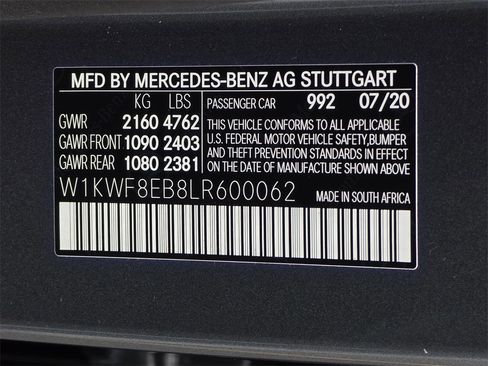 MFD BY MERCEDES-BENZ AG STUTTGART
KG LBS
GVWR 2160 4762
GAWR FRONT 1090 2403
GAWR REAR 1080 2381
PASSENGER CAR 992 07/20
THIS VEHICLE CONFORMS TO ALL APPLICABLE
U.S. FEDERAL MOTOR VEHICLE SAFETY,BUMPER
AND THEFT PREVENTION STANDARDS IN EFFECT
ON THE DATE OF MANUFACTURE SHOWN ABOVE
W1KWF8EB8LR600062 MADE IN SOUTH AFRICA